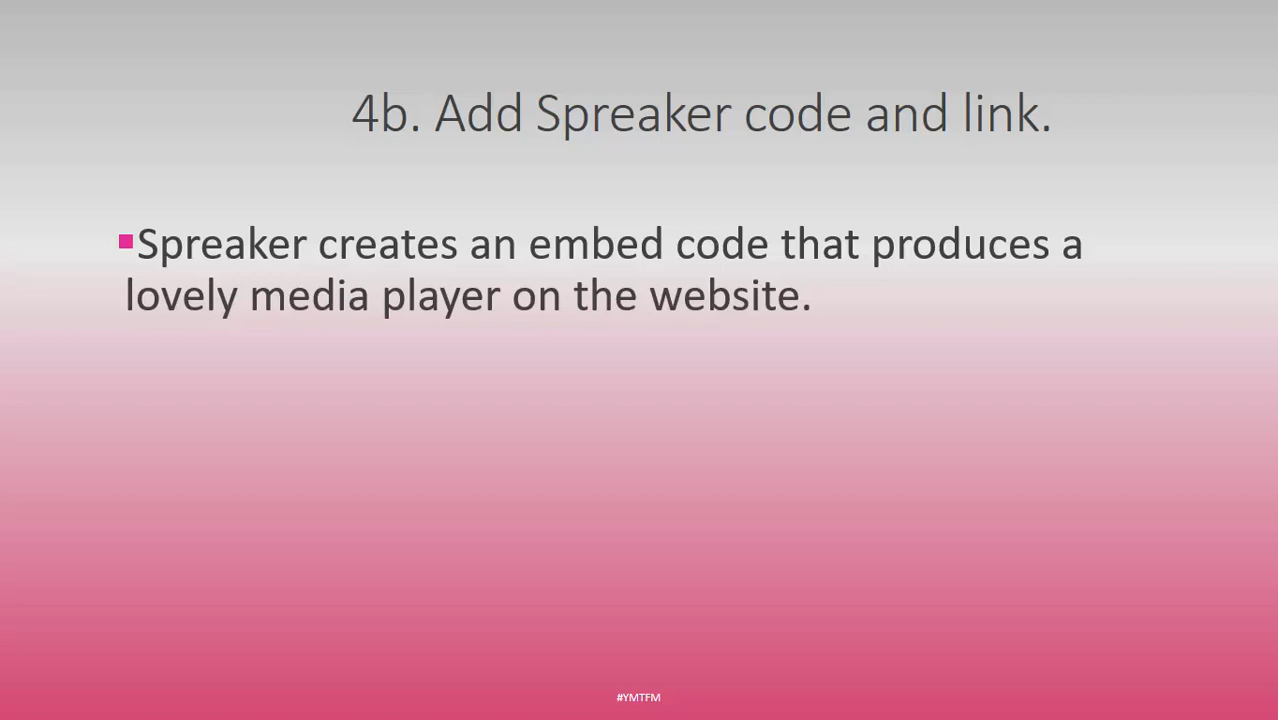 4b. Add Spreaker code and link.
Spreaker creates an embed code that produces a
lovely media player on the website.
#YMTFM